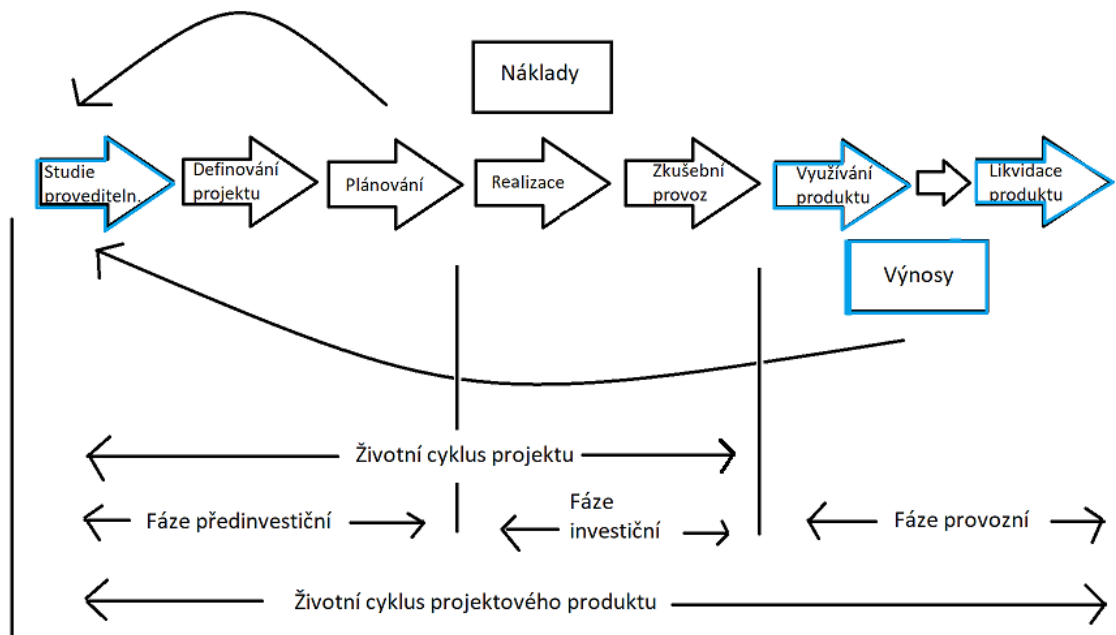 Náklady
Studie
provediteln.
Definování
projektu
Plánování
Realizace
Zkušební
provoz
Využívání
produktu
Likvidace
produktu
Výnosy
Životní cyklus projektu
Fáze předinvestiční
Fáze
investiční
Fáze provozní
Životní cyklus projektového produktu